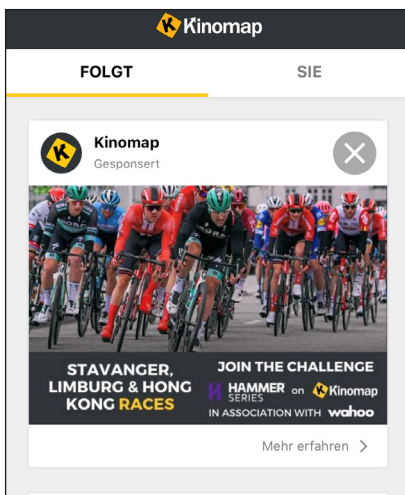 Kinomap
FOLGT
SIE
Kinomap
Gesponsert
STAVANGER,
LIMBURG & HONG
KONG RACES
JOIN THE CHALLENGE
HAMMER
SERIES
on Kinomap
IN ASSOCIATION WITH wahoo
Mehr erfahren